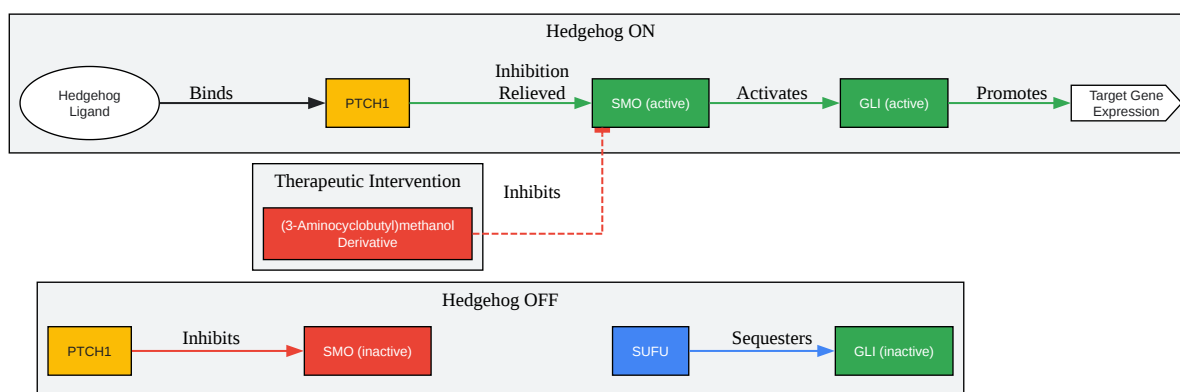 Hedgehog ON
Hedgehog
Ligand
Binds
PTCH1
Inhibition
Relieved
SMO (active)
Activates
GLI (active)
Promotes
Target Gene
Expression
Therapeutic Intervention
(3-Aminocyclobutyl)methanol
Derivative
Inhibits
Hedgehog OFF
PTCH1
Inhibits
SMO (inactive)
SUFU
Sequesters
GLI (inactive)